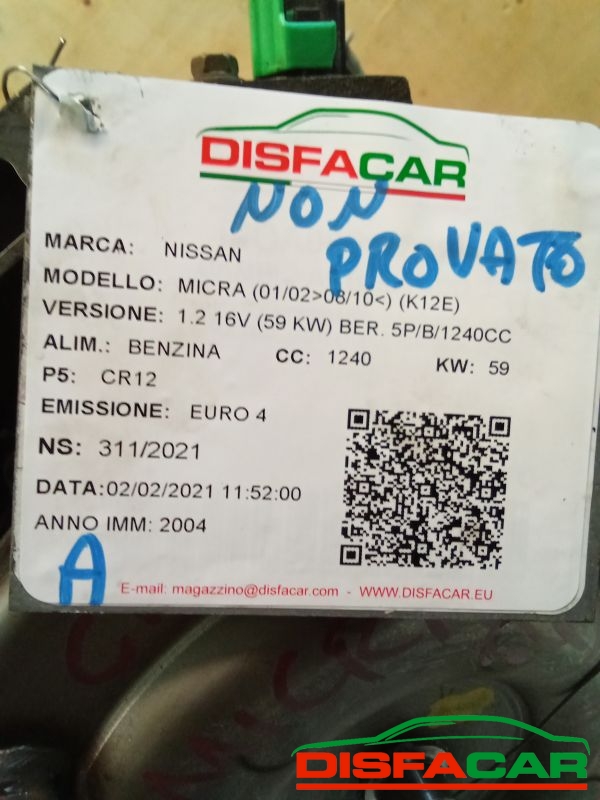 DISFACAR
NON
PROVATO
MARCA: NISSAN
MODELLO: MICRA (01/02>08/10<) (K12E)
VERSIONE: 1.2 16V (59 KW) BER. 5P/B/1240CC
ALIM.: BENZINA CC: 1240 KW: 59
P5: CR12
EMISSIONE: EURO 4
NS: 311/2021
DATA:02/02/2021 11:52:00
ANNO IMM: 2004
A
E-mail: magazzino@disfacar.com - WWW.DISFACAR.EU
DISFACAR